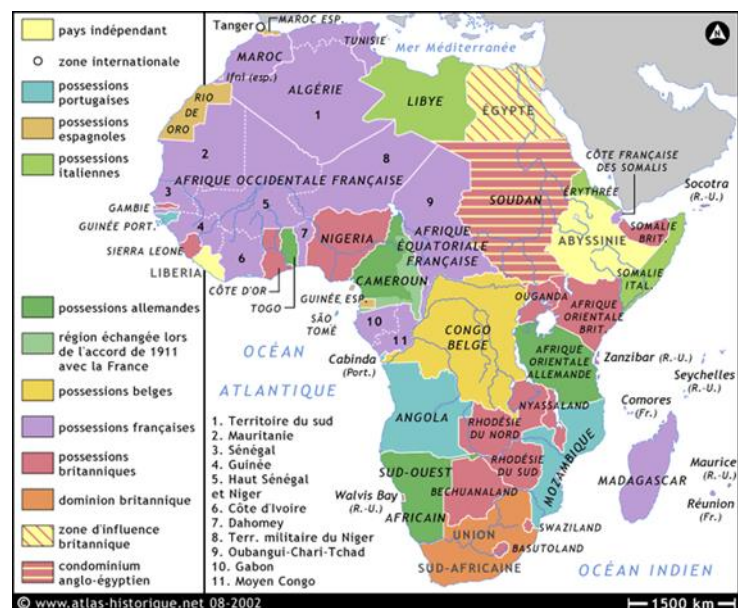 pays indépendant
zone internationale
possessions
portugaises
possessions
espagnoles
possessions
italiennes
possessions allemandes
région échangée lors
de l'accord de 1911
avec la France
possessions belges
possessions françaises
possessions
britanniques
dominion britannique
zone d'influence
britannique
condominium
anglo-égyptien
Tanger
MAROC ESP.
MAROC
TUNISIE
Mer Méditerranée
Ifni (esp.)
ALGÉRIE
1
LIBYE
ÉGYPTE
RIO
DE
ORO
2
8
CÔTE FRANÇAISE
DES SOMALIS
3
AFRIQUE OCCIDENTALE FRANÇAISE
9
SOUDAN
ÉRYTHRÉE
Socotra
(R.-U.)
GAMBIE
5
GUINÉE PORT.
4
7
NIGERIA
AFRIQUE
ÉQUATORIALE
FRANÇAISE
ABYSSINIE
SOMALIE
BRIT.
SIERRA LEONE
6
LIBERIA
CAMEROUN
SOMALIE
ITAL.
CÔTE D'OR
TOGO
GUINÉE ESP.
SÃO
TOMÉ
OUGANDA
AFRIQUE
ORIENTALE
BRIT.
10
11
CONGO
BELGE
OCÉAN
ATLANTIQUE
Cabinda
(Port.)
AFRIQUE
ORIENTALE
ALLEMANDE
Zanzibar (R.-U.)
Seychelles
(R.-U.)
Comores
(Fr.)
ANGOLA
NYASSALAND
RHODÉSIE
DU NORD
RHODÉSIE
DU SUD
MOZAMBIQUE
MADAGASCAR
Maurice
(R.-U.)
Réunion
(Fr.)
SUD-OUEST
AFRICAIN
Walvis Bay
(R.-U.)
BECHUANALAND
SWAZILAND
BASUTOLAND
UNION
SUD-AFRICAINE
OCÉAN INDIEN
1. Territoire du sud
2. Mauritanie
3. Sénégal
4. Guinée
5. Haut Sénégal
et Niger
6. Côte d'Ivoire
7. Dahomey
8. Terr. militaire du Niger
9. Oubangui-Chari-Tchad
10. Gabon
11. Moyen Congo
© www.atlas-historique.net 08-2002
1500 km
N